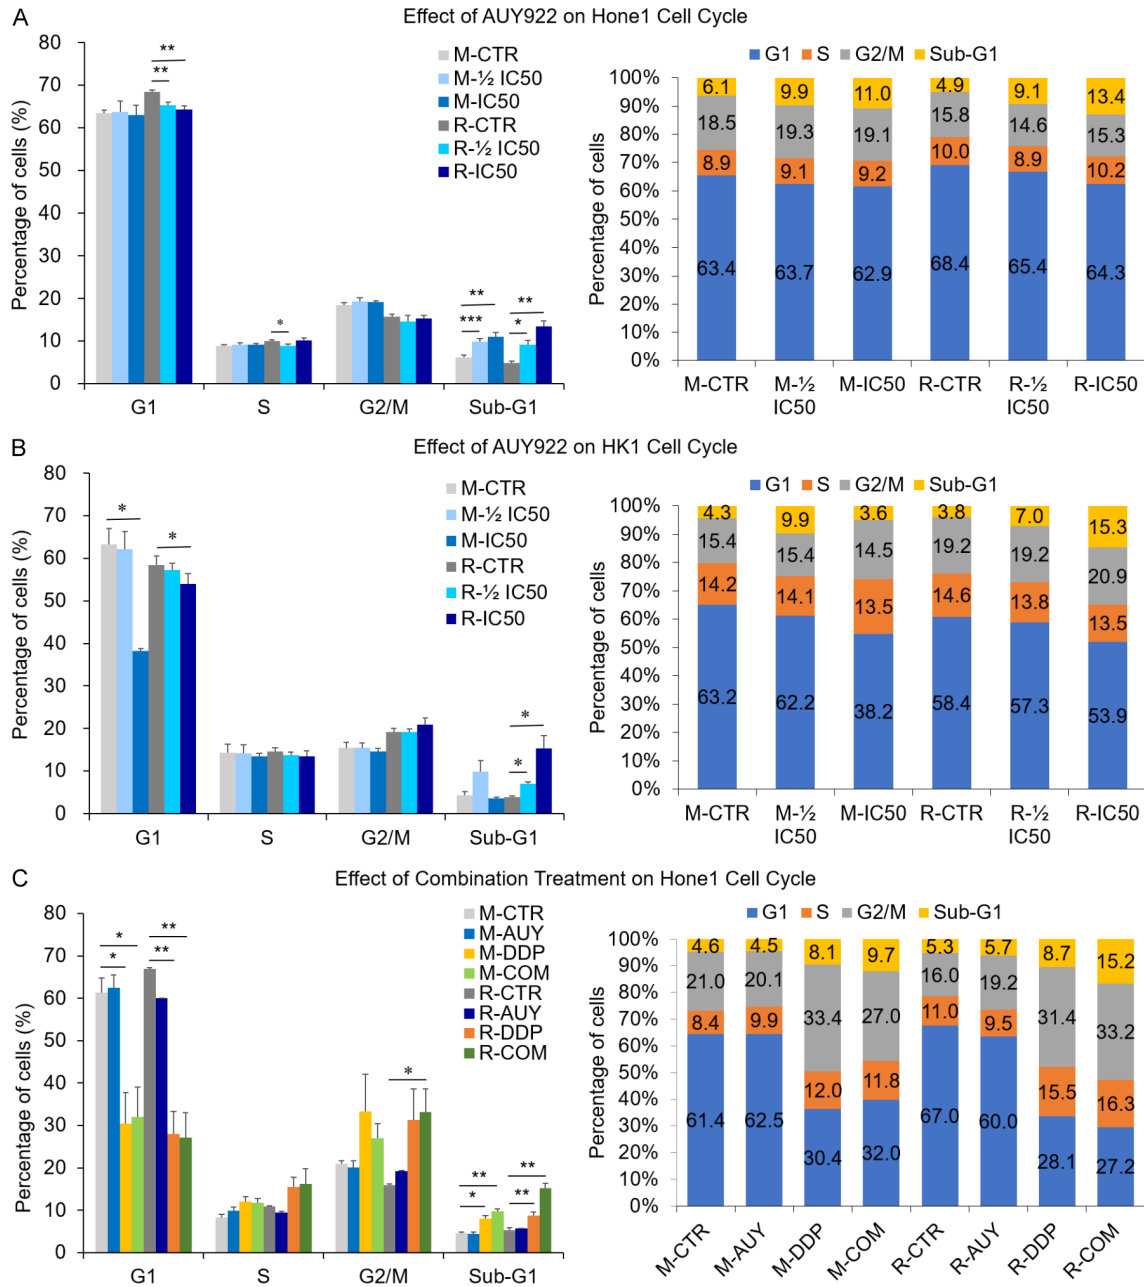 A
Effect of AUY922 on Hone1 Cell Cycle
Percentage of cells (%)
80
70
60
50
40
30
20
10
0
** 
**
*
**
***
**
*
M-CTR
M-½ IC50
M-IC50
R-CTR
R-½ IC50
R-IC50
G1 S G2/M Sub-G1
G1 S G2/M Sub-G1
Percentage of cells
100%
90%
80%
70%
60%
50%
40%
30%
20%
10%
0%
6.1 9.9 11.0 4.9 9.1 13.4
18.5 19.3 19.1 15.8 14.6 15.3
8.9 9.1 9.2 10.0 8.9 10.2
63.4 63.7 62.9 68.4 65.4 64.3
M-CTR M-½ IC50 M-IC50 R-CTR R-½ IC50 R-IC50
B
Effect of AUY922 on HK1 Cell Cycle
Percentage of cells (%)
80
70
60
50
40
30
20
10
0
*
*
*
*
M-CTR
M-½ IC50
M-IC50
R-CTR
R-½ IC50
R-IC50
G1 S G2/M Sub-G1
G1 S G2/M Sub-G1
Percentage of cells
100%
90%
80%
70%
60%
50%
40%
30%
20%
10%
0%
4.3 9.9 3.6 3.8 7.0 15.3
15.4 15.4 14.5 19.2 19.2 20.9
14.2 14.1 13.5 14.6 13.8 13.5
63.2 62.2 38.2 58.4 57.3 53.9
M-CTR M-½ IC50 M-IC50 R-CTR R-½ IC50 R-IC50
C
Effect of Combination Treatment on Hone1 Cell Cycle
Percentage of cells (%)
80
70
60
50
40
30
20
10
0
*
*
**
**
*
**
*
**
**
M-CTR
M-AUY
M-DDP
M-COM
R-CTR
R-AUY
R-DDP
R-COM
G1 S G2/M Sub-G1
G1 S G2/M Sub-G1
Percentage of cells
100%
90%
80%
70%
60%
50%
40%
30%
20%
10%
0%
4.6 4.5 8.1 9.7 5.3 5.7 8.7 15.2
21.0 20.1 33.4 27.0 16.0 19.2 31.4 33.2
8.4 9.9 12.0 11.8 11.0 9.5 15.5 16.3
61.4 62.5 30.4 32.0 67.0 60.0 28.1 27.2
M-CTR M-AUY M-DDP M-COM R-CTR R-AUY R-DDP R-COM